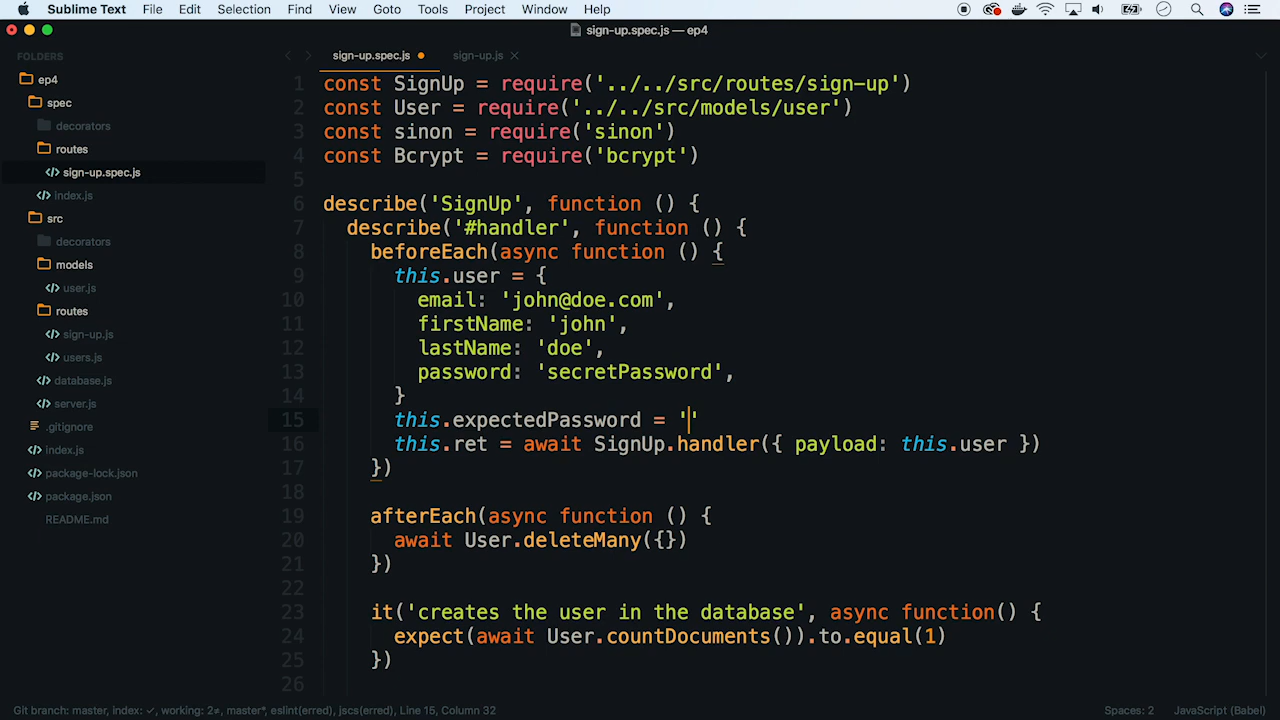 Sublime Text File Edit Selection Find View Goto Tools Project Window Help
sign-up.spec.js — ep4
FOLDERS
ep4
spec
decorators
routes
sign-up.spec.js
index.js
src
decorators
models
user.js
routes
sign-up.js
users.js
database.js
server.js
.gitignore
index.js
package-lock.json
package.json
README.md
sign-up.spec.js sign-up.js
1 const SignUp = require('../../src/routes/sign-up')
2 const User = require('../../src/models/user')
3 const sinon = require('sinon')
4 const Bcrypt = require('bcrypt')
5
6 describe('SignUp', function () {
7 describe('#handler', function () {
8 beforeEach(async function () {
9 this.user = {
10 email: 'john@doe.com',
11 firstName: 'john',
12 lastName: 'doe',
13 password: 'secretPassword',
14 }
15 this.expectedPassword = ''
16 this.ret = await SignUp.handler({ payload: this.user })
17 })
18
19 afterEach(async function () {
20 await User.deleteMany({})
21 })
22
23 it('creates the user in the database', async function() {
24 expect(await User.countDocuments()).to.equal(1)
25 })
26
Git branch: master, index: ✓, working: 2≠, master*, eslint(erred), jscs(erred), Line 15, Column 32 Spaces: 2 JavaScript (Babel)